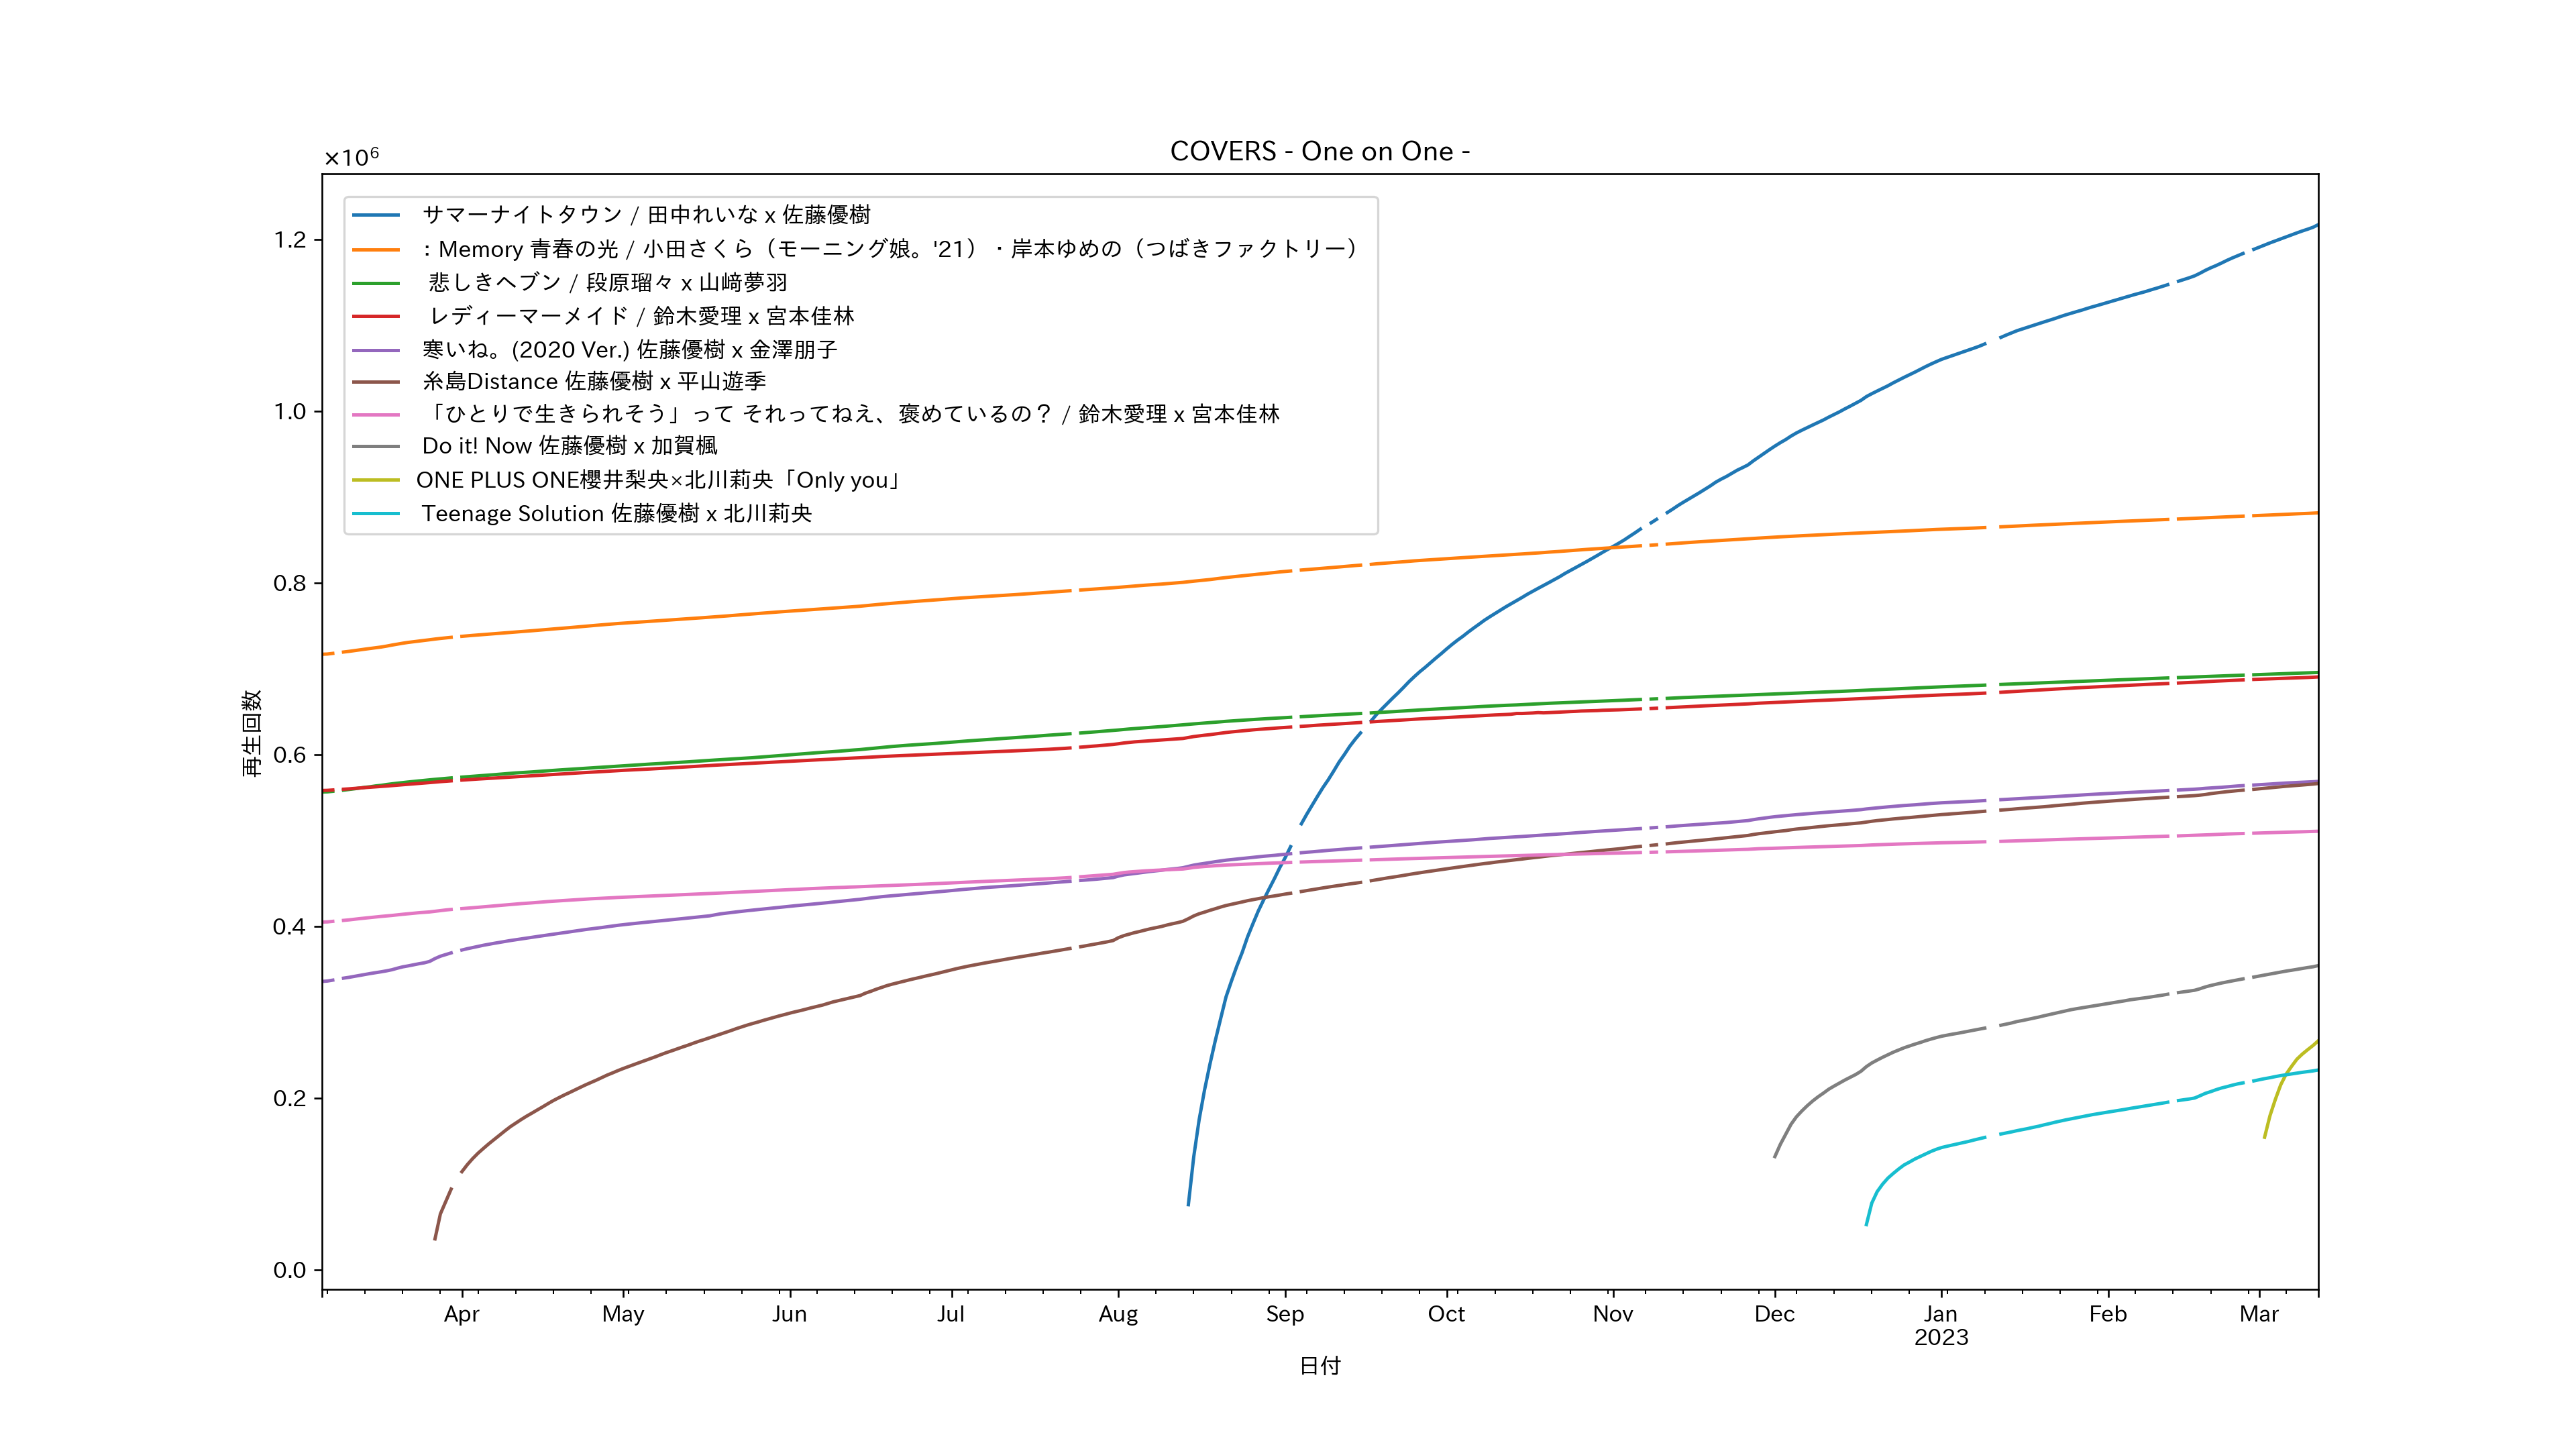 COVERS - One on One -
×10⁶
1.2
1.0
0.8
0.6
0.4
0.2
0.0
再生回数
サマーナイトタウン / 田中れいな x 佐藤優樹
: Memory 青春の光 / 小田さくら（モーニング娘。'21）・岸本ゆめの（つばきファクトリー）
悲しきヘブン / 段原瑠々 x 山﨑夢羽
レディーマーメイド / 鈴木愛理 x 宮本佳林
寒いね。(2020 Ver.) 佐藤優樹 x 金澤朋子
糸島Distance 佐藤優樹 x 平山遊季
「ひとりで生きられそう」って それってねえ、褒めているの？ / 鈴木愛理 x 宮本佳林
Do it! Now 佐藤優樹 x 加賀楓
ONE PLUS ONE櫻井梨央×北川莉央「Only you」
Teenage Solution 佐藤優樹 x 北川莉央
Apr May Jun Jul Aug Sep Oct Nov Dec Jan Feb Mar
2023
日付